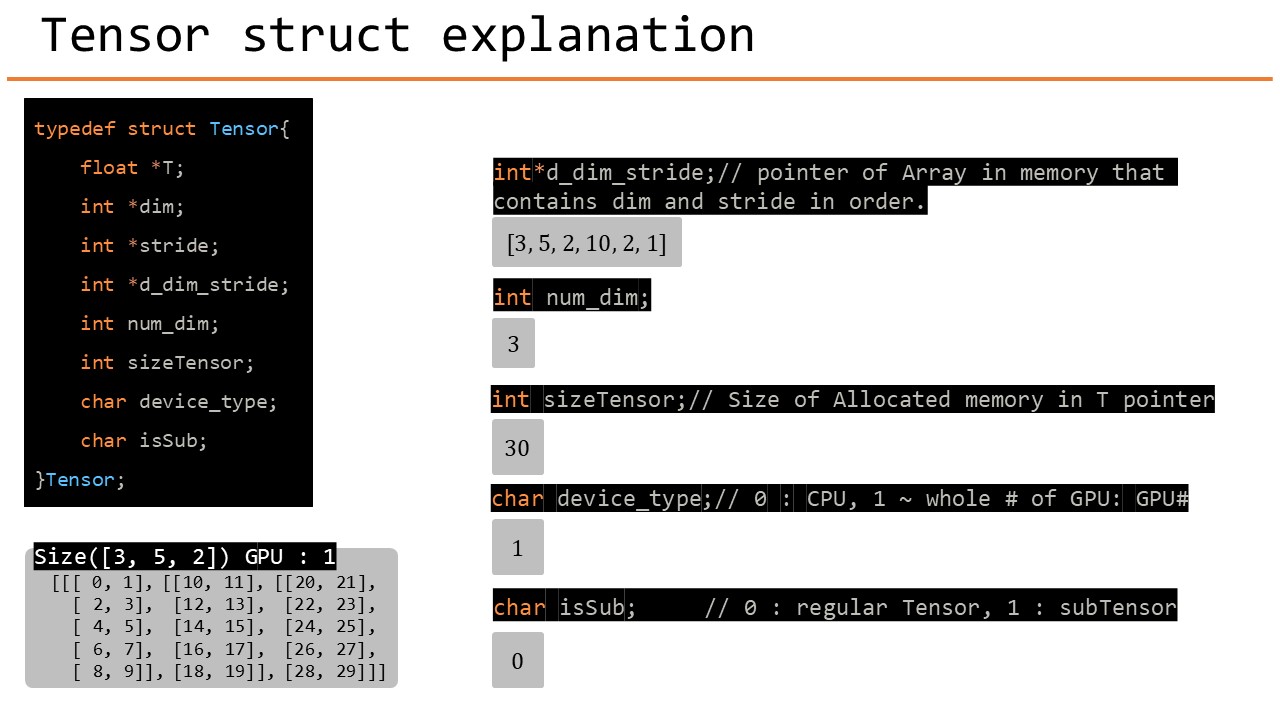 Tensor struct explanation
typedef struct Tensor{
float *T;
int *dim;
int *stride;
int *d_dim_stride;
int num_dim;
int sizeTensor;
char device_type;
char isSub;
}Tensor;
Size([3, 5, 2]) GPU : 1
[[[ 0, 1], [[10, 11], [[20, 21],
[ 2, 3], [12, 13], [22, 23],
[ 4, 5], [14, 15], [24, 25],
[ 6, 7], [16, 17], [26, 27],
[ 8, 9]], [18, 19]], [28, 29]]]
int*d_dim_stride;// pointer of Array in memory that
contains dim and stride in order.
[3, 5, 2, 10, 2, 1]
int num_dim;
3
int sizeTensor;// Size of Allocated memory in T pointer
30
char device_type;// 0 : CPU, 1 ~ whole # of GPU: GPU#
1
char isSub; // 0 : regular Tensor, 1 : subTensor
0